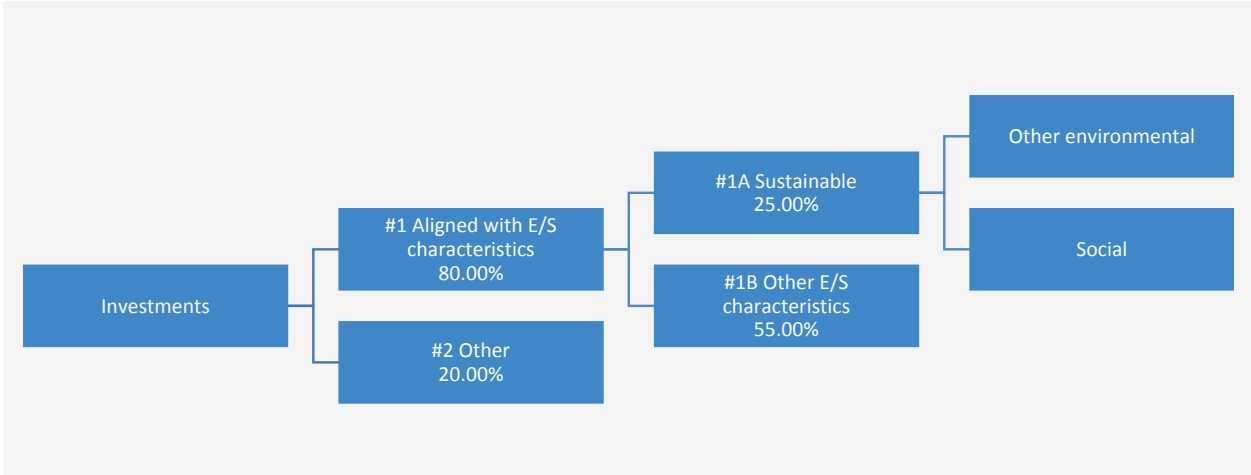 Investments
#1 Aligned with E/S
characteristics
80.00%
#2 Other
20.00%
#1A Sustainable
25.00%
#1B Other E/S
characteristics
55.00%
Other environmental
Social